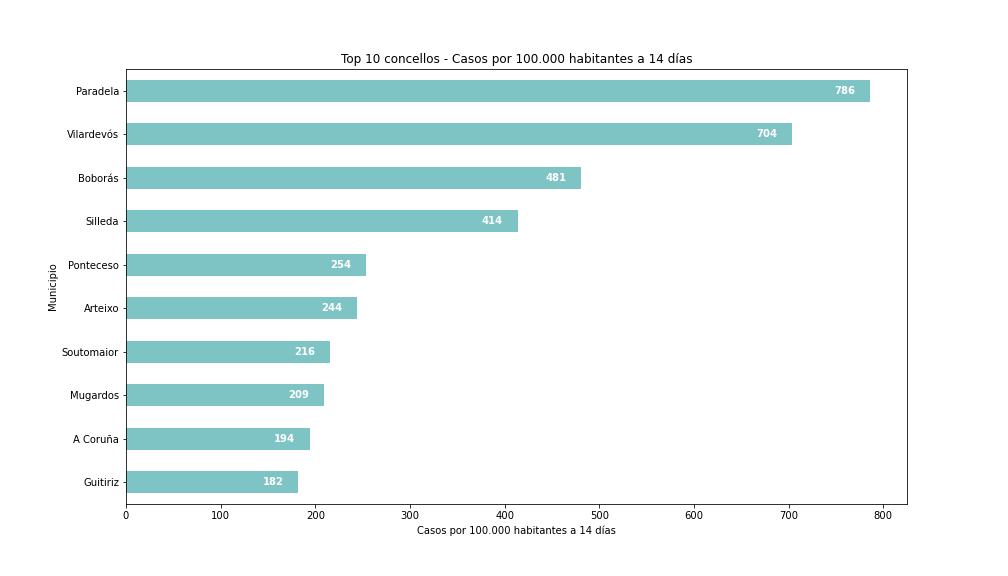 Top 10 concellos - Casos por 100.000 habitantes a 14 días
Municipio
Paradela 786
Vilardevós 704
Boborás 481
Silleda 414
Ponteceso 254
Arteixo 244
Soutomaior 216
Mugardos 209
A Coruña 194
Guitiriz 182
0 100 200 300 400 500 600 700 800
Casos por 100.000 habitantes a 14 días